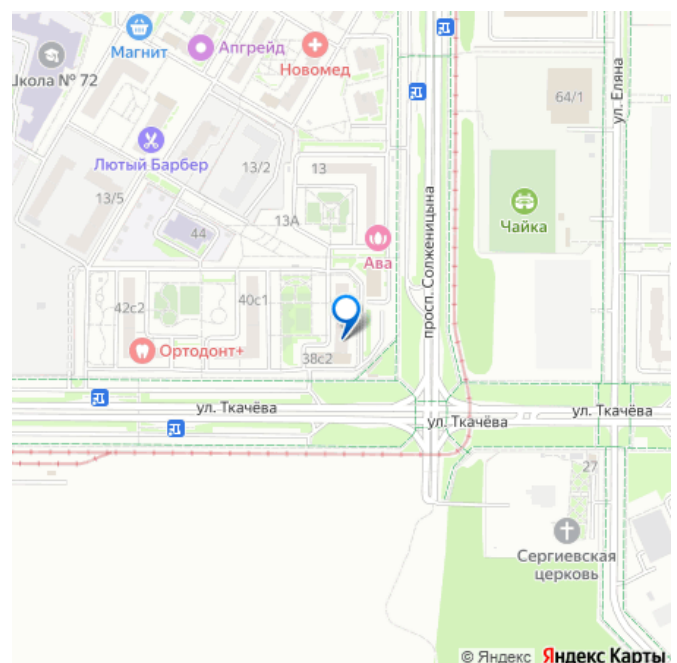 Магнит
Апгрейд
Новомед
Школа № 72
64/1
ул. Еляна
Лютый Барбер
13/2
13
13/5
13А
44
Чайка
Ава
просп. Солженицына
42с2
40с1
Ортодонт+
38с2
ул. Ткачёва
ул. Ткачёва
ул. Ткачёва
27
Сергиевская
церковь
© Яндекс Яндекс Карты